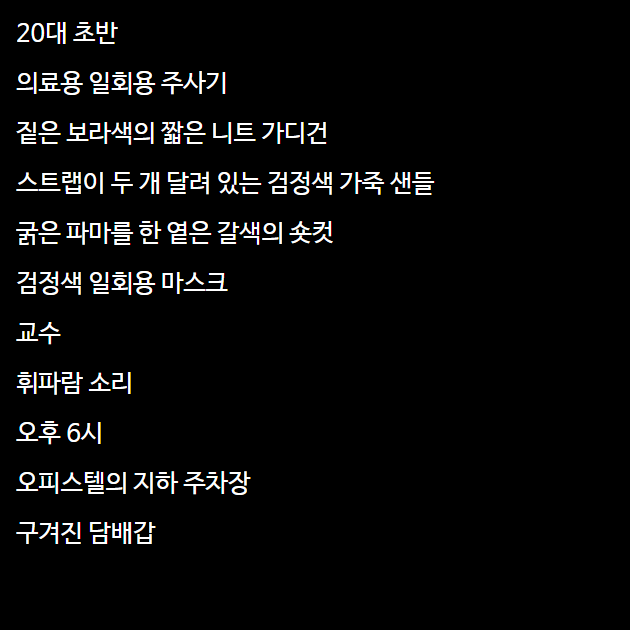 20대 초반
의료용 일회용 주사기
짙은 보라색의 짧은 니트 가디건
스트랩이 두 개 달려 있는 검정색 가죽 샌들
굵은 파마를 한 옅은 갈색의 숏컷
검정색 일회용 마스크
교수
휘파람 소리
오후 6시
오피스텔의 지하 주차장
구겨진 담배갑